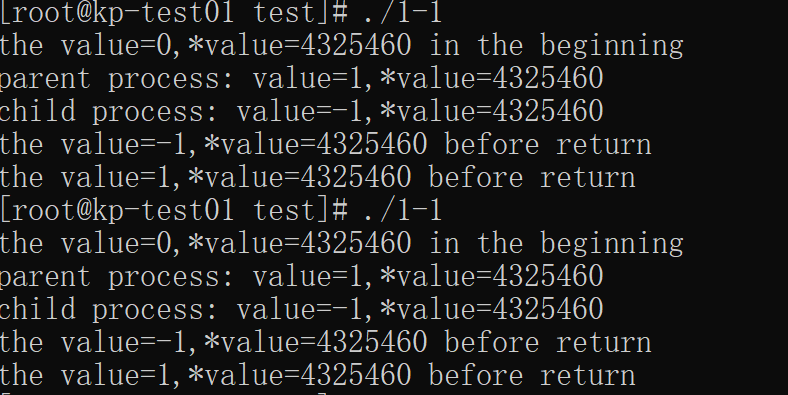 [root@kp-test01 test]# ./1-1
the value=0,*value=4325460 in the beginning
parent process: value=1,*value=4325460
child process: value=-1,*value=4325460
the value=-1,*value=4325460 before return
the value=1,*value=4325460 before return
[root@kp-test01 test]# ./1-1
the value=0,*value=4325460 in the beginning
parent process: value=1,*value=4325460
child process: value=-1,*value=4325460
the value=-1,*value=4325460 before return
the value=1,*value=4325460 before return